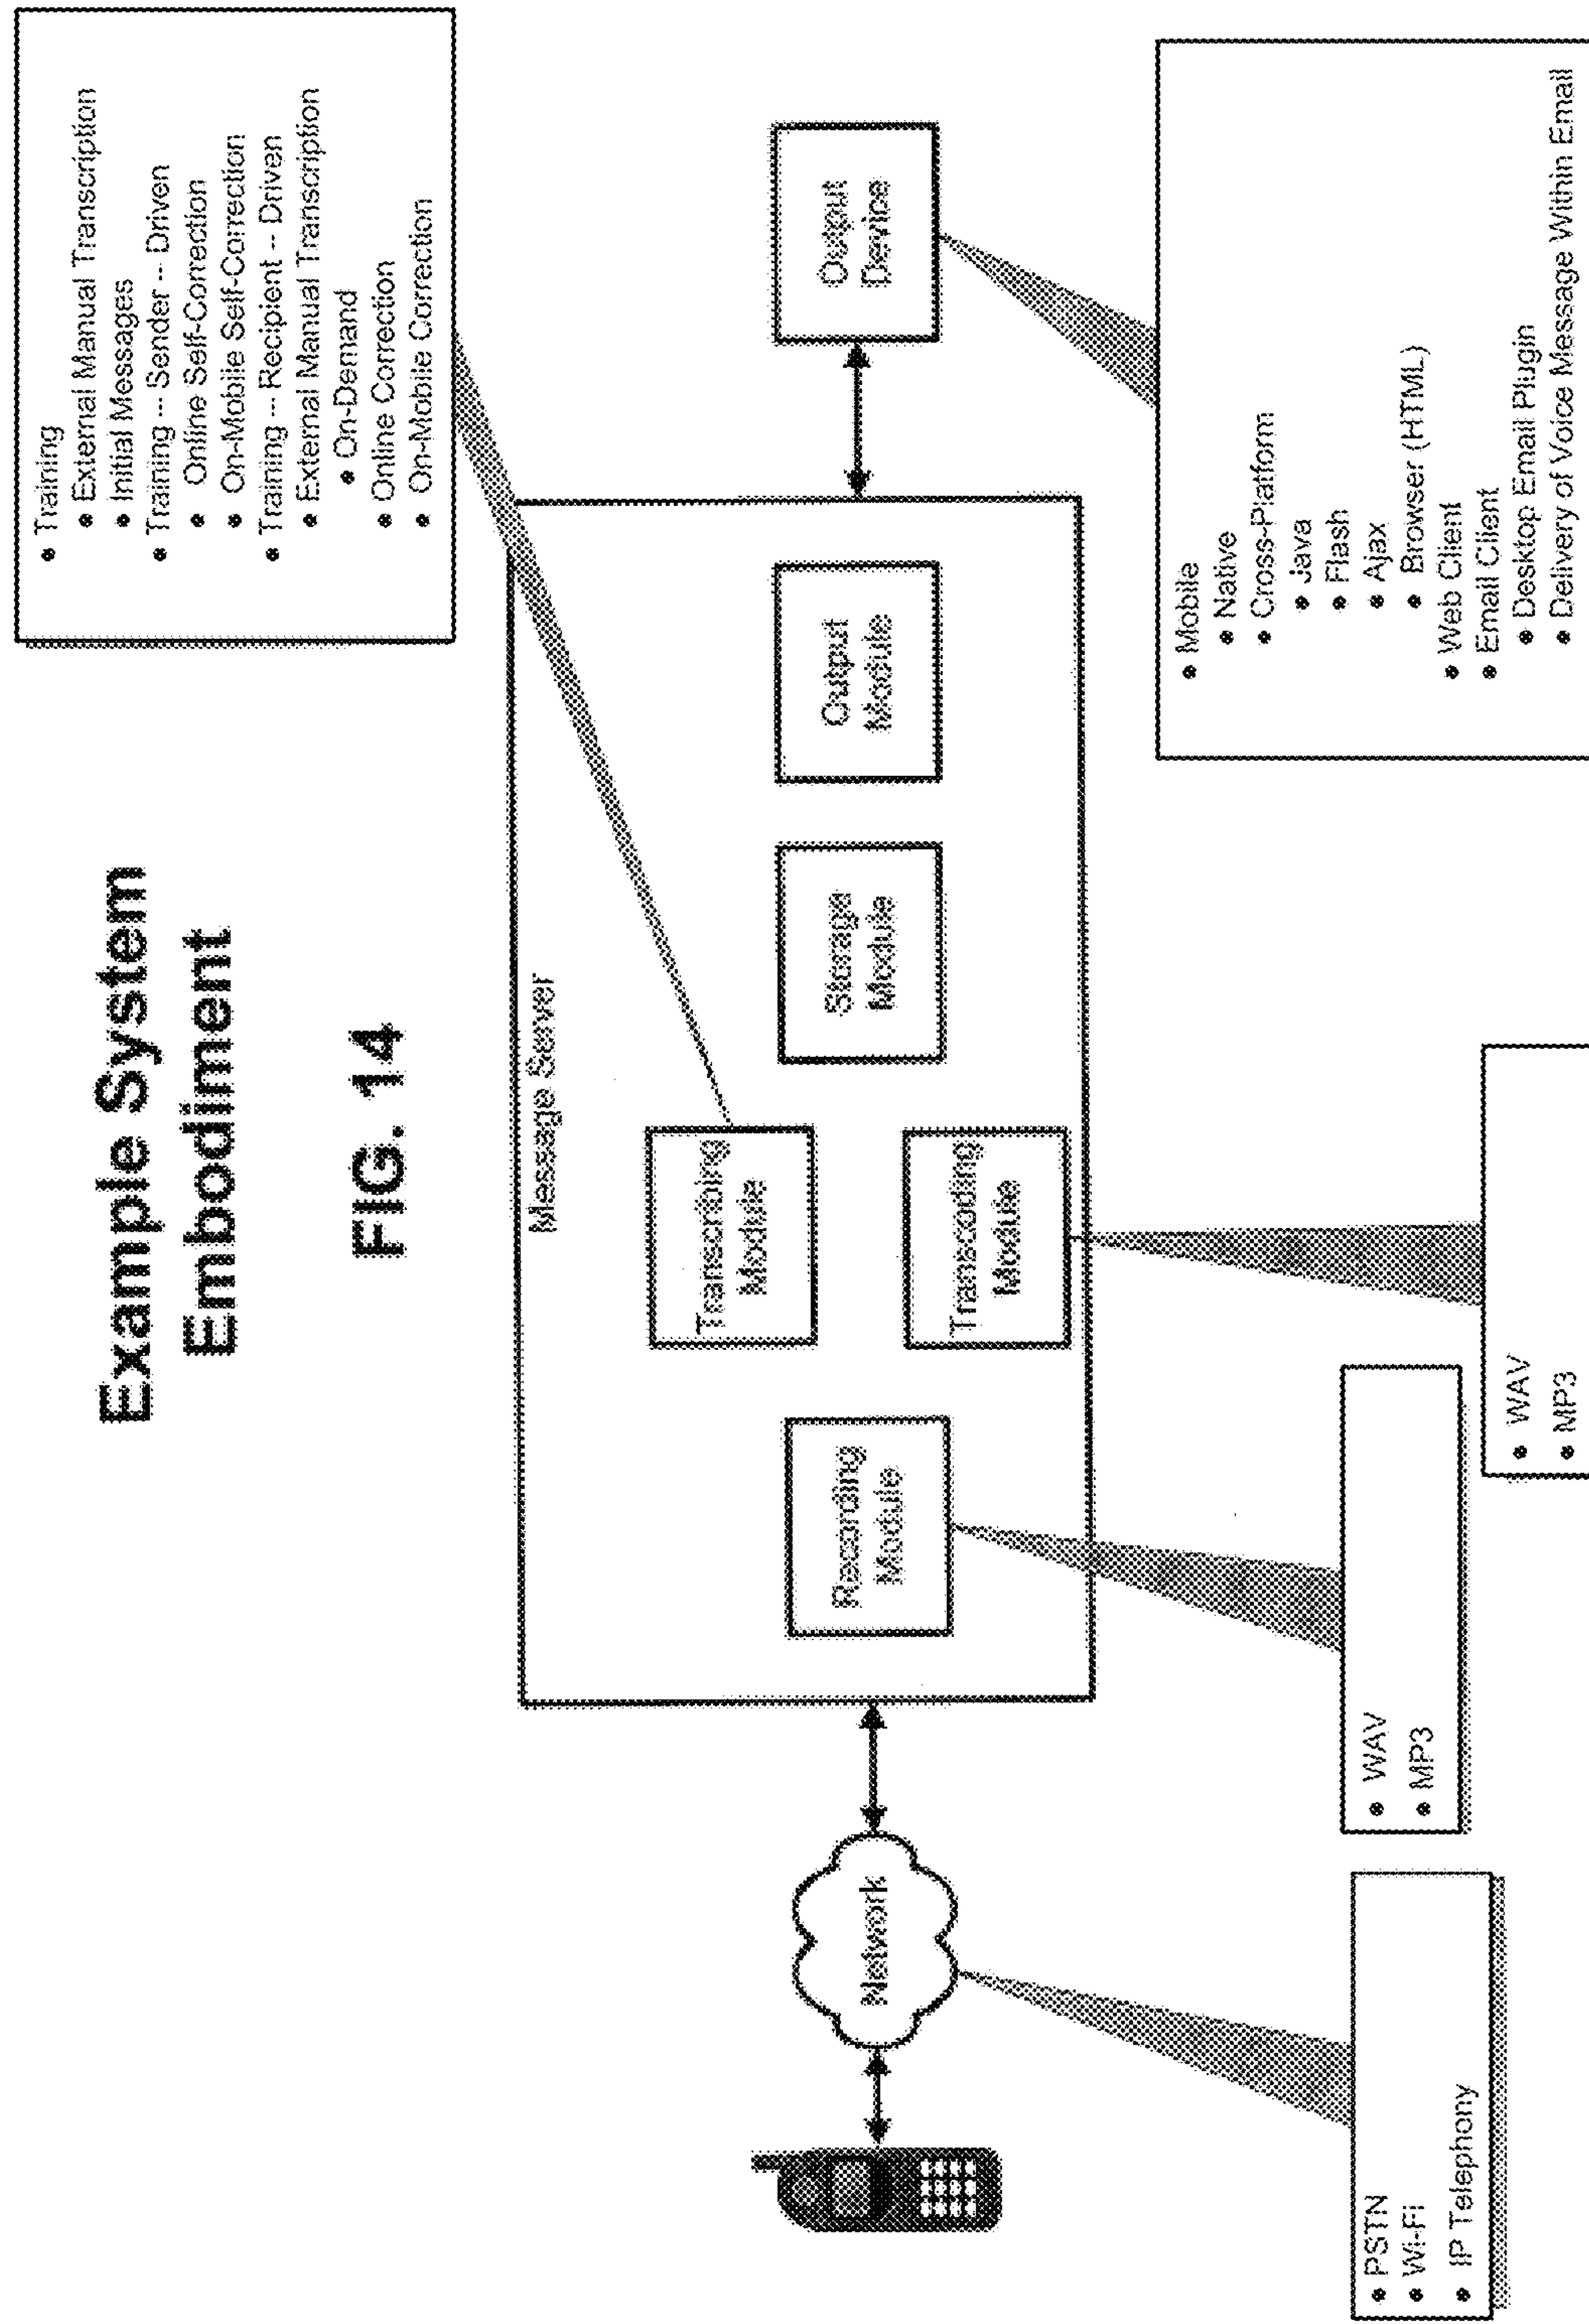 Example System
Embodiment
FIG. 14
• Training
• External Manual Transcription
• Initial Messages
• Training -- Sender -- Driven
• Online Self-Correction
• On-Mobile Self-Correction
• Training -- Recipient -- Driven
• External Manual Transcription
• On-Demand
• Online Correction
• On-Mobile Correction
Message Server
Network
Recording
Module
Transcribing
Module
Transcoding
Module
Storage
Module
Output
Module
Output
Device
• PSTN
• Wi-Fi
• IP Telephony
• WAV
• MP3
• WAV
• MP3
• Mobile
• Native
• Cross-Platform
• Java
• Flash
• Ajax
• Browser (HTML)
• Web Client
• Email Client
• Desktop Email Plugin
• Delivery of Voice Message Within Email